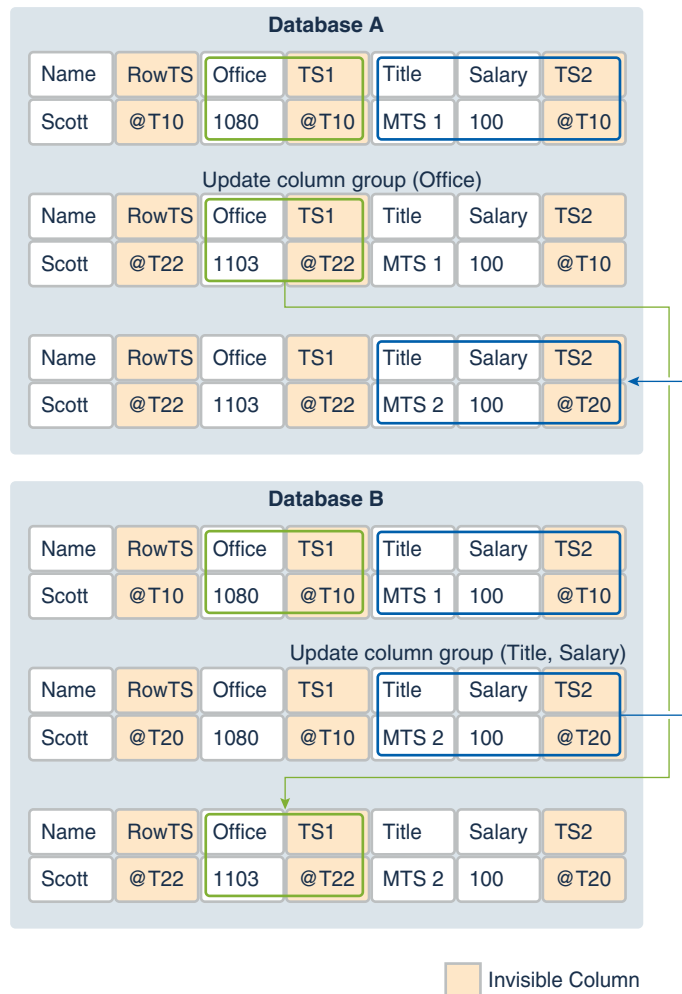 Database A
Name RowTS Office TS1 Title Salary TS2
Scott @T10 1080 @T10 MTS 1 100 @T10
Update column group (Office)
Name RowTS Office TS1 Title Salary TS2
Scott @T22 1103 @T22 MTS 1 100 @T10
Name RowTS Office TS1 Title Salary TS2
Scott @T22 1103 @T22 MTS 2 100 @T20
Database B
Name RowTS Office TS1 Title Salary TS2
Scott @T10 1080 @T10 MTS 1 100 @T10
Update column group (Title, Salary)
Name RowTS Office TS1 Title Salary TS2
Scott @T20 1080 @T10 MTS 2 100 @T20
Name RowTS Office TS1 Title Salary TS2
Scott @T22 1103 @T22 MTS 2 100 @T20
Invisible Column